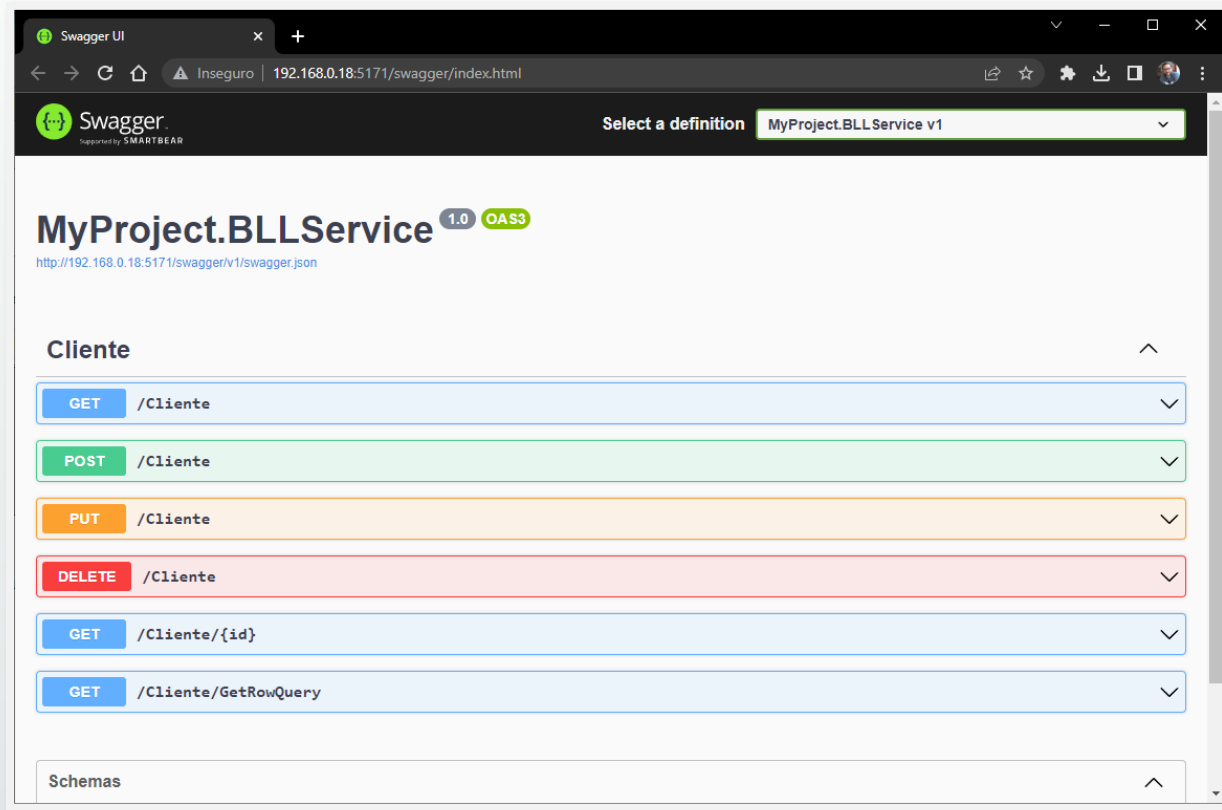 Swagger UI
Inseguro | 192.168.0.18:5171/swagger/index.html
Swagger.
Supported by SMARTBEAR
Select a definition
MyProject.BLLService v1
MyProject.BLLService 1.0 OAS3
http://192.168.0.18:5171/swagger/v1/swagger.json
Cliente
GET /Cliente
POST /Cliente
PUT /Cliente
DELETE /Cliente
GET /Cliente/{id}
GET /Cliente/GetRowQuery
Schemas